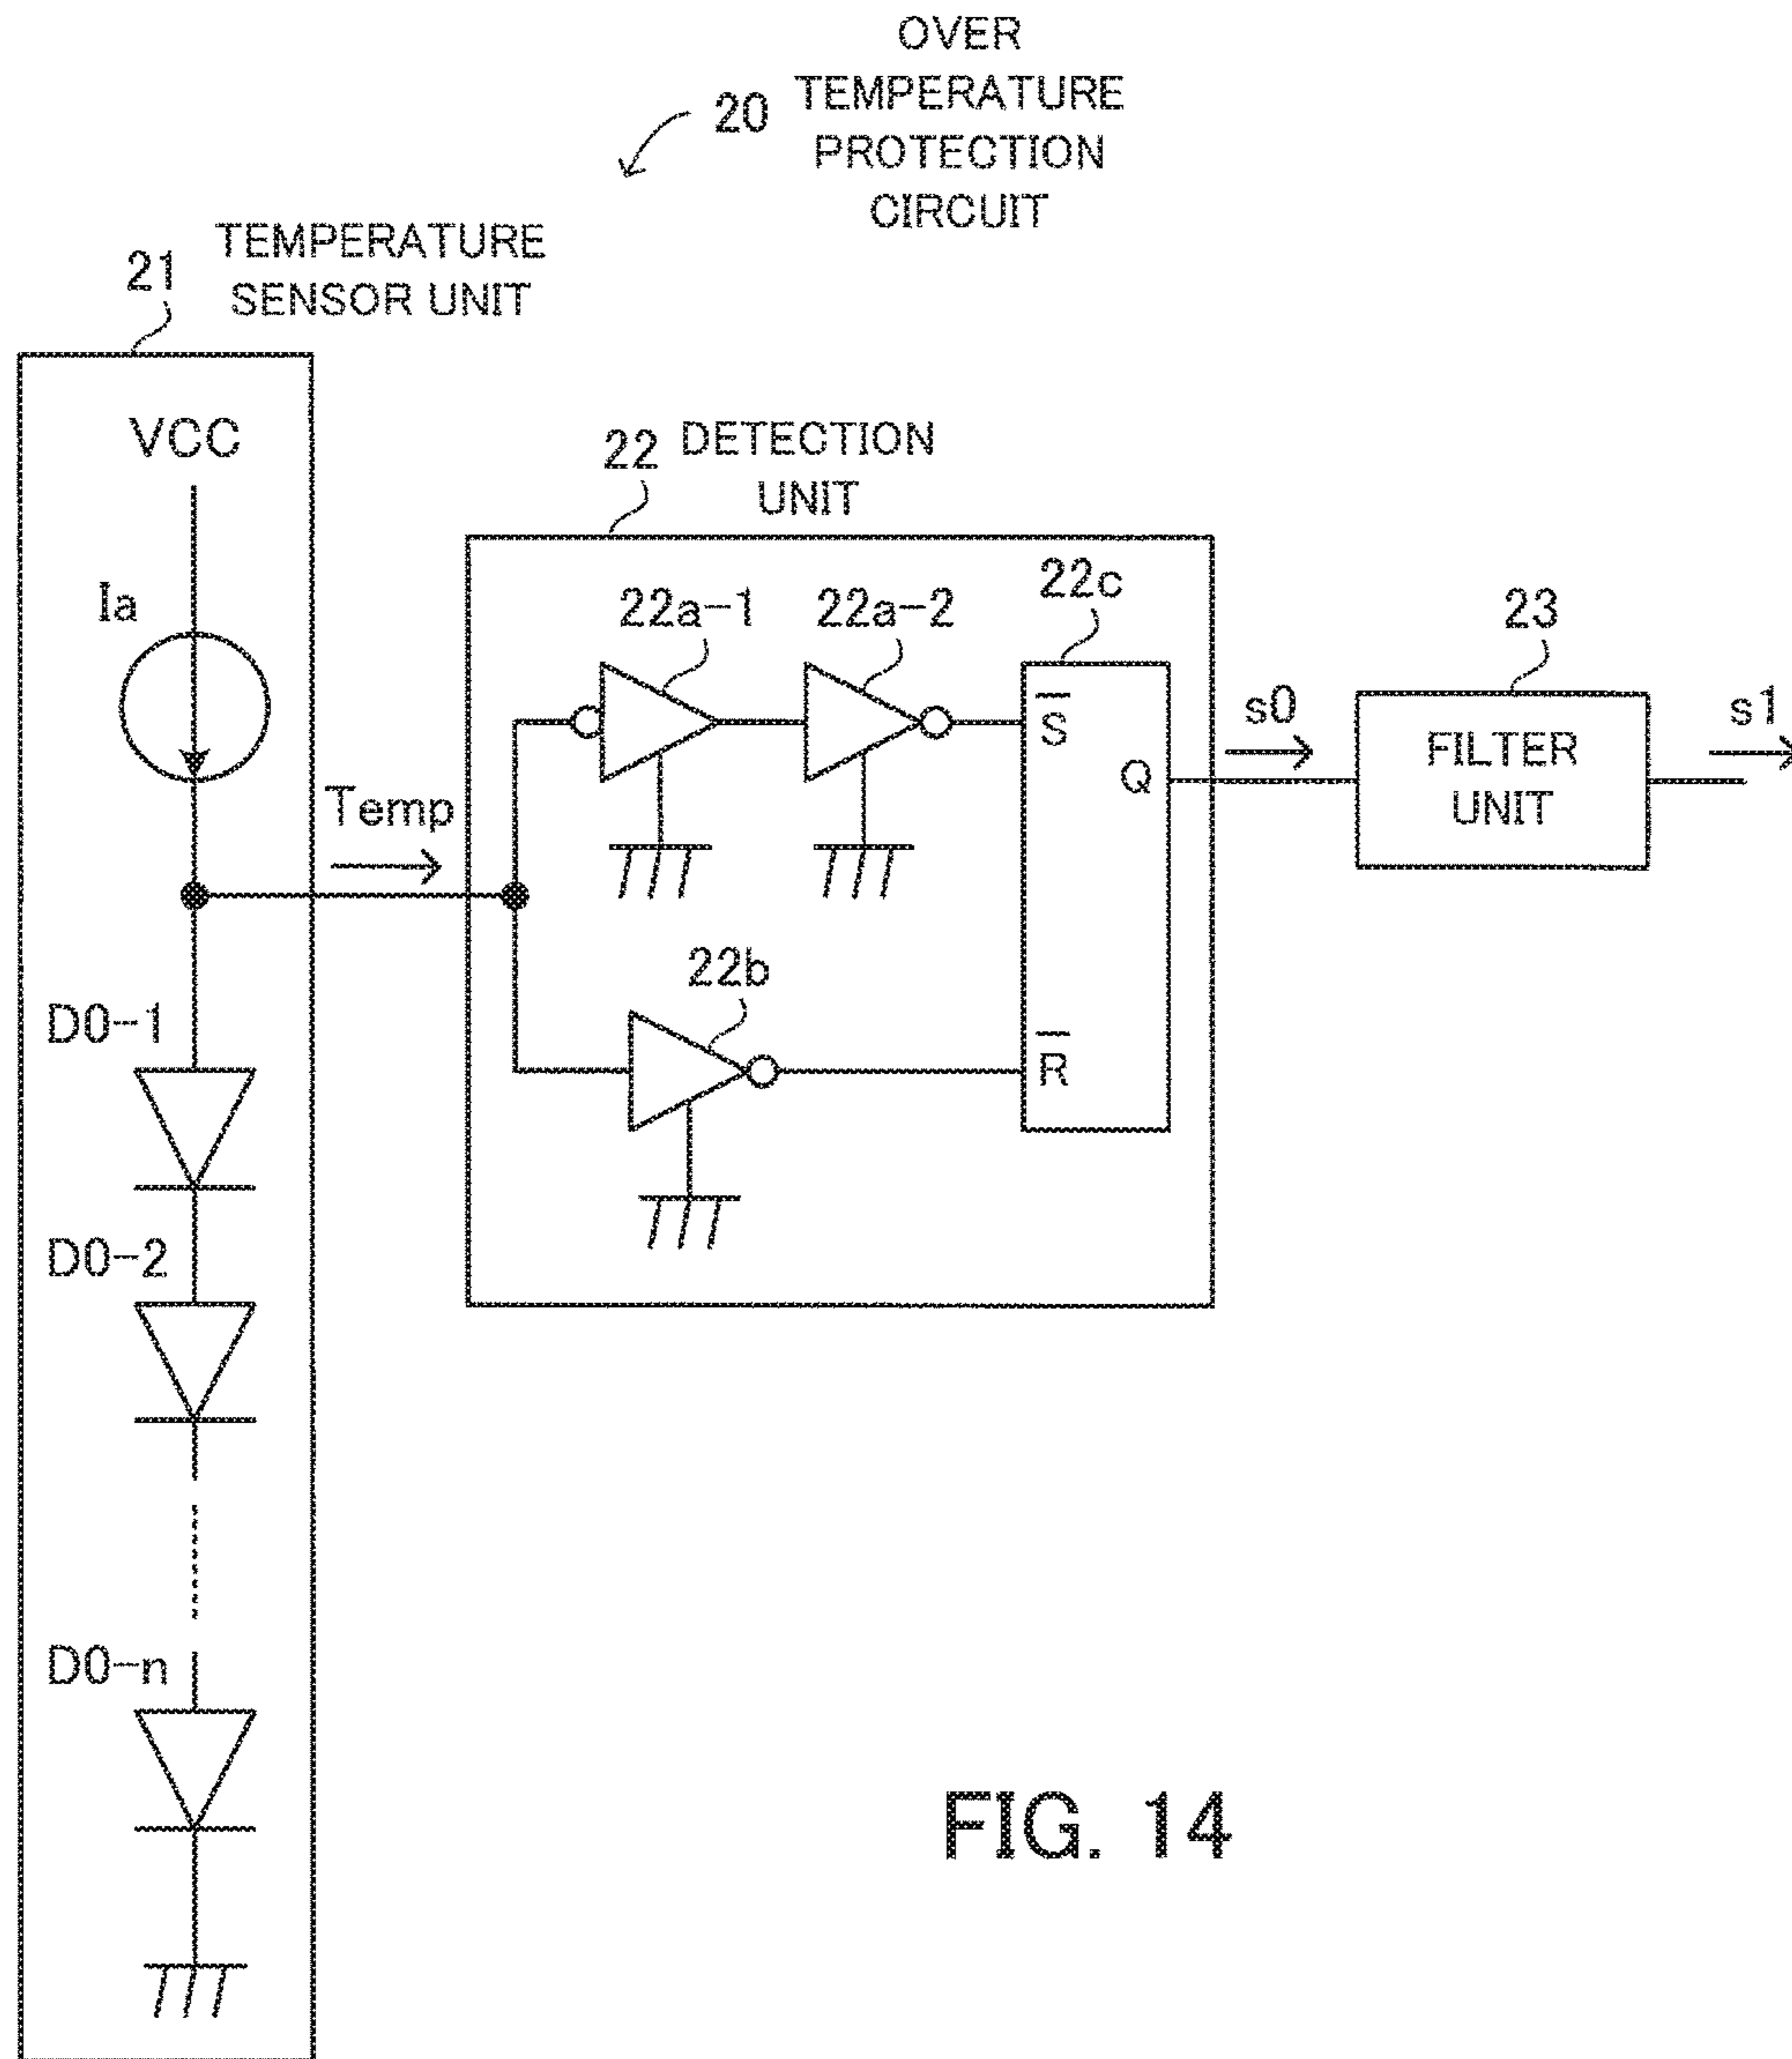 OVER
20 TEMPERATURE
PROTECTION
CIRCUIT
21 TEMPERATURE
SENSOR UNIT
VCC
Ia
Temp
D0-1
D0-2
D0-n
22 DETECTION
UNIT
22a-1
22a-2
22c
S̅
Q
22b
R̅
s0
23
FILTER
UNIT
s1
FIG. 14